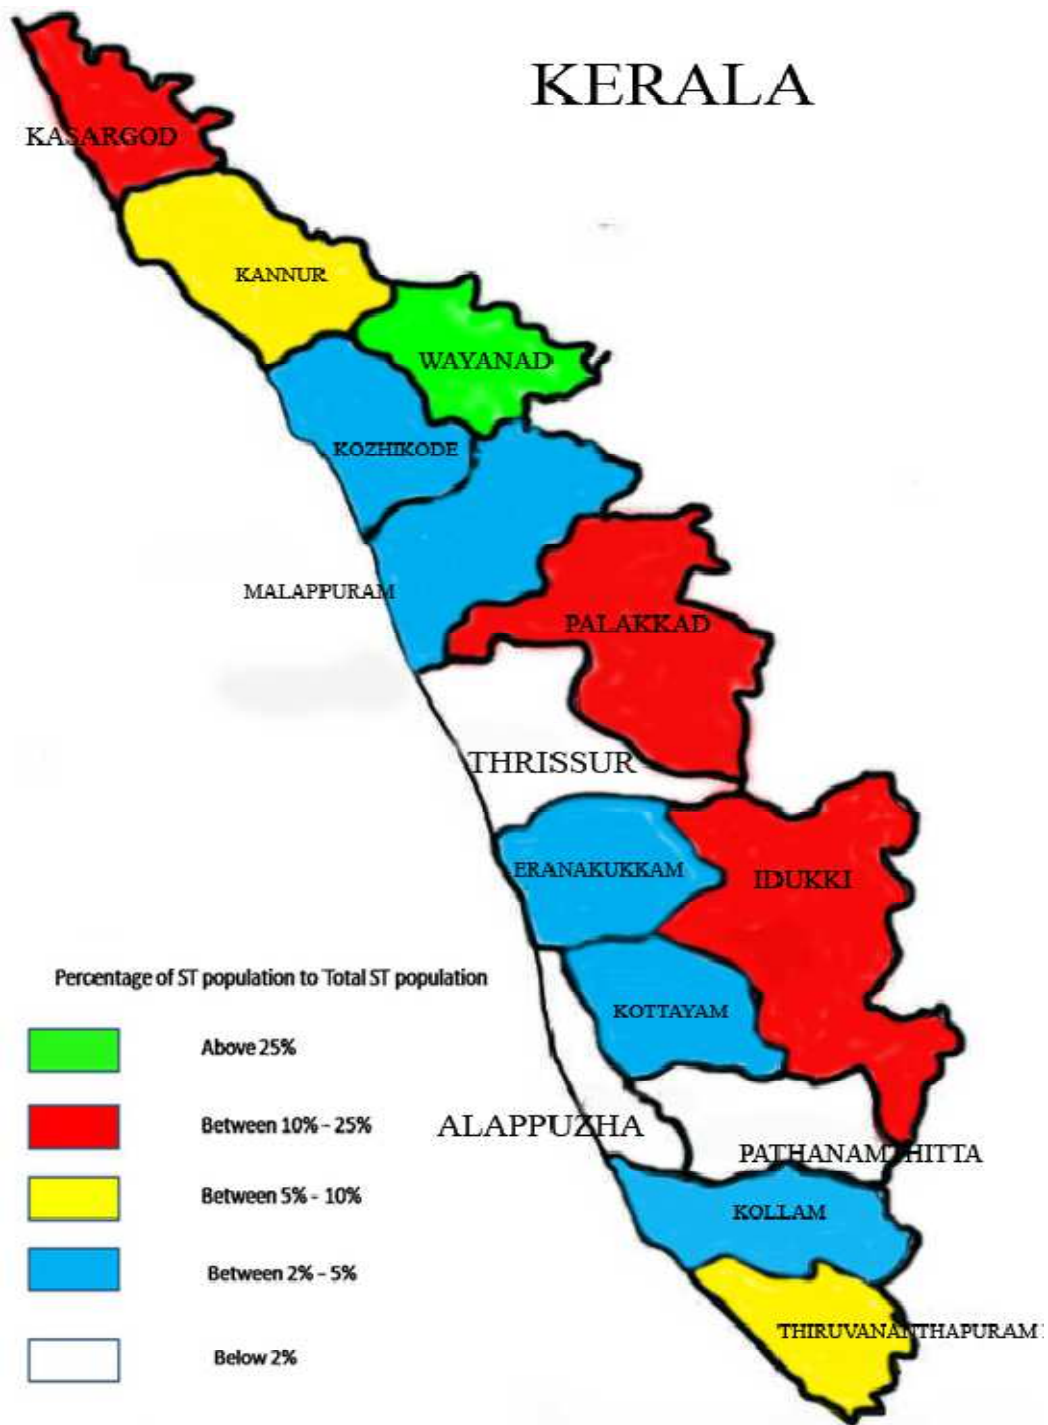 KERALA
KASARGOD
KANNUR
WAYANAD
KOZHIKODE
MALAPPURAM
PALAKKAD
THRISSUR
ERANAKUKKAM
IDUKKI
Percentage of ST population to Total ST population
KOTTAYAM
Above 25%
Between 10% - 25%
ALAPPUZHA
PATHANAMTHITTA
Between 5% - 10%
KOLLAM
Between 2% - 5%
THIRUVANANTHAPURAM
Below 2%